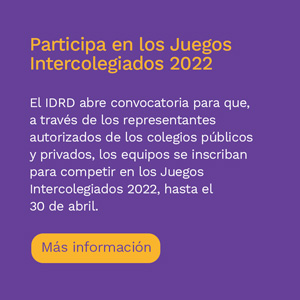 Participa en los Juegos
Intercolegiados 2022
El IDRD abre convocatoria para que,
a través de los representantes
autorizados de los colegios públicos
y privados, los equipos se inscriban
para competir en los Juegos
Intercolegiados 2022, hasta el
30 de abril.
Más información